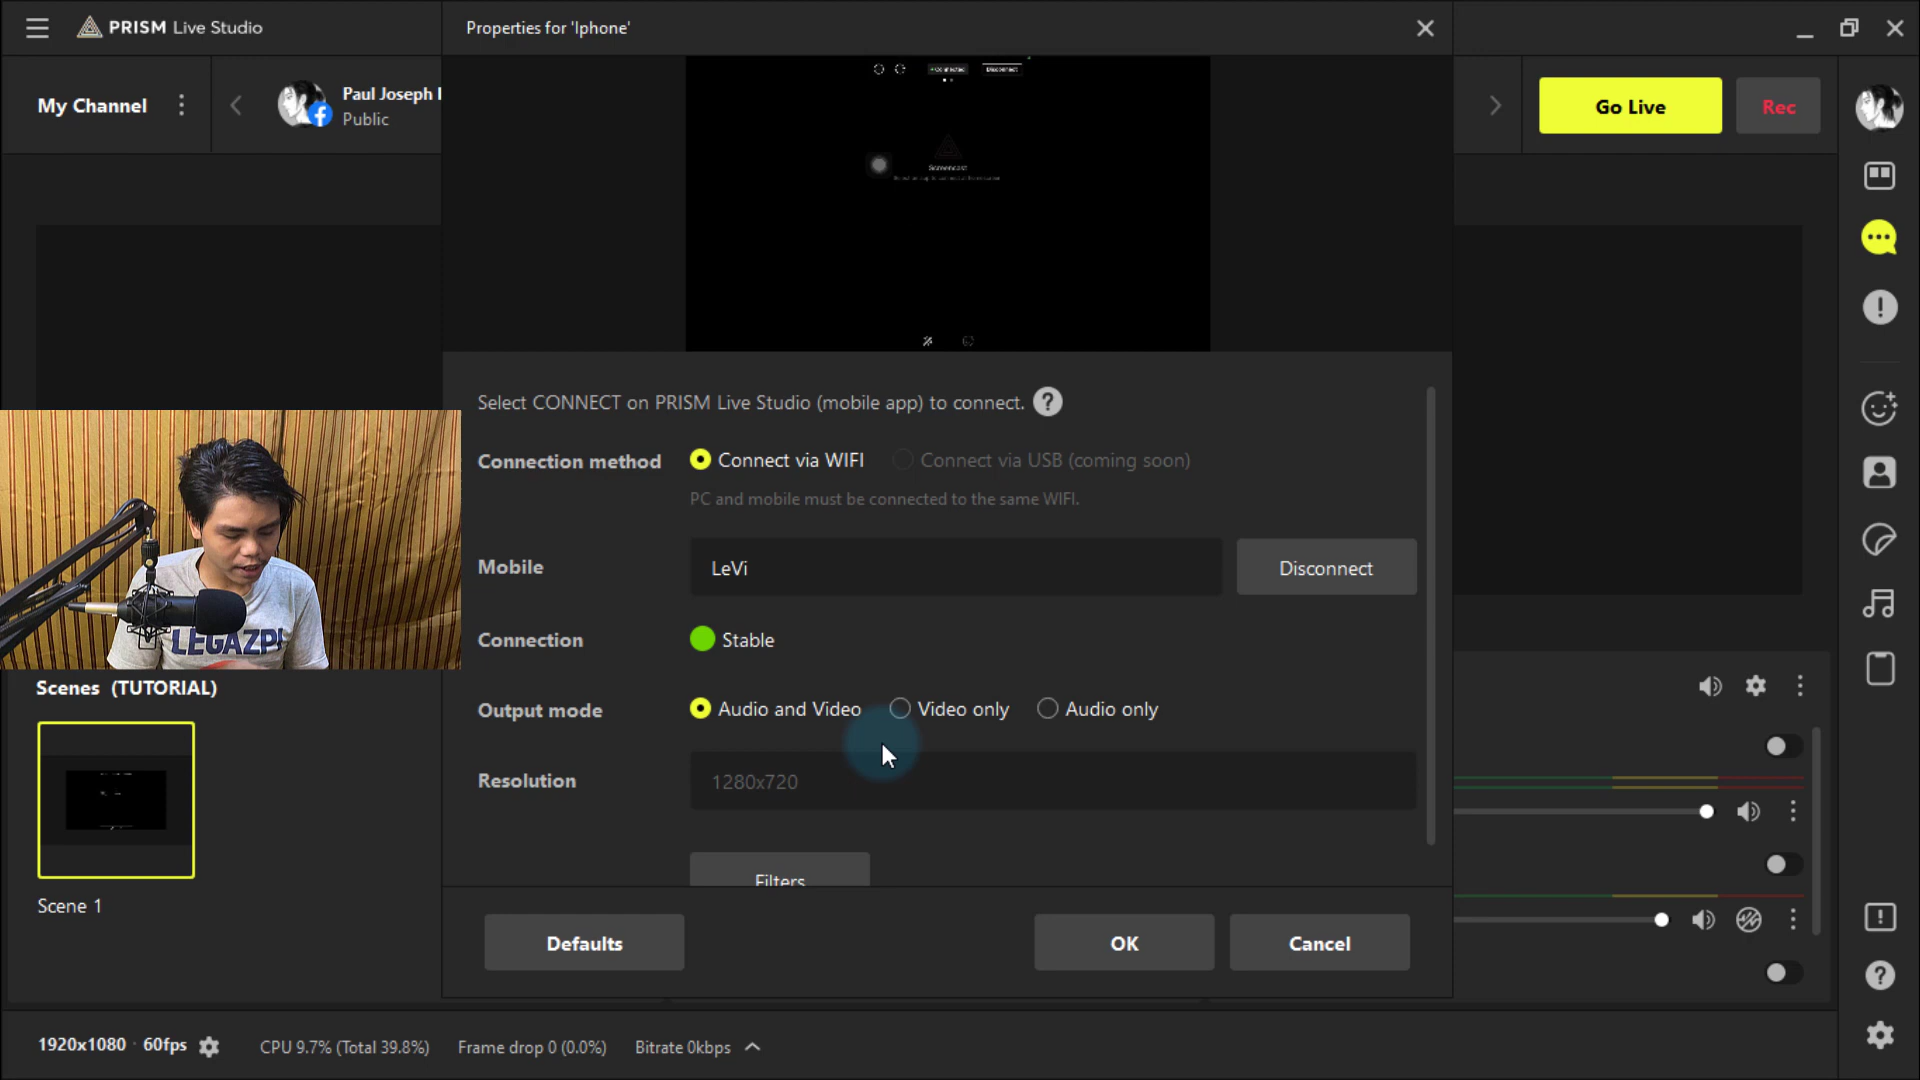 PRISM Live Studio
Properties for 'Iphone'
My Channel
Paul Joseph
Public
Go Live
Rec
Disconnect
Screencast
Select CONNECT on PRISM Live Studio (mobile app) to connect. ?
Connection method
Connect via WIFI
Connect via USB (coming soon)
PC and mobile must be connected to the same WIFI.
Mobile
LeVi
Disconnect
Connection
Stable
LEGAZPI
Scenes (TUTORIAL)
Output mode
Audio and Video
Video only
Audio only
Resolution
1280x720
Filters
Scene 1
Defaults
OK
Cancel
1920x1080 · 60fps
CPU 9.7% (Total 39.8%)
Frame drop 0 (0.0%)
Bitrate 0kbps